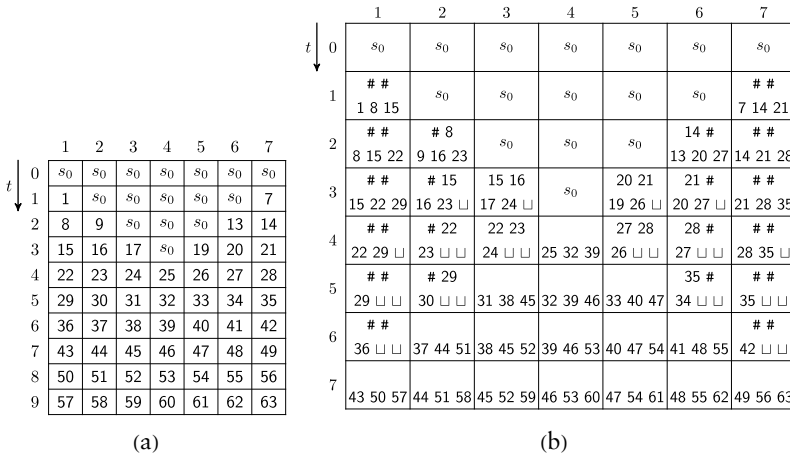 1 2 3 4 5 6 7
t
0 s₀ s₀ s₀ s₀ s₀ s₀ s₀
1 1 s₀ s₀ s₀ s₀ s₀ 7
2 8 9 s₀ s₀ s₀ 13 14
3 15 16 17 s₀ 19 20 21
4 22 23 24 25 26 27 28
5 29 30 31 32 33 34 35
6 36 37 38 39 40 41 42
7 43 44 45 46 47 48 49
8 50 51 52 53 54 55 56
9 57 58 59 60 61 62 63
(a)
1 2 3 4 5 6 7
t
0 s₀ s₀ s₀ s₀ s₀ s₀ s₀
# # # #
1 s₀ s₀ s₀ s₀ s₀
1 8 15 7 14 21
# # # 8 14 # # #
2 s₀ s₀ s₀
8 15 22 9 16 23 13 20 27 14 21 28
# # # 15 15 16 20 21 21 # # #
3 s₀
15 22 29 16 23 ⊔ 17 24 ⊔ 19 26 ⊔ 20 27 ⊔ 21 28 35
# # # 22 22 23 27 28 28 # # #
4
22 29 ⊔ 23 ⊔ ⊔ 24 ⊔ ⊔ 25 32 39 26 ⊔ ⊔ 27 ⊔ ⊔ 28 35 ⊔
# # # 29 35 # # #
5
29 ⊔ ⊔ 30 ⊔ ⊔ 31 38 45 32 39 46 33 40 47 34 ⊔ ⊔ 35 ⊔ ⊔
# # # #
6
36 ⊔ ⊔ 37 44 51 38 45 52 39 46 53 40 47 54 41 48 55 42 ⊔ ⊔
7
43 50 57 44 51 58 45 52 59 46 53 60 47 54 61 48 55 62 49 56 63
(b)